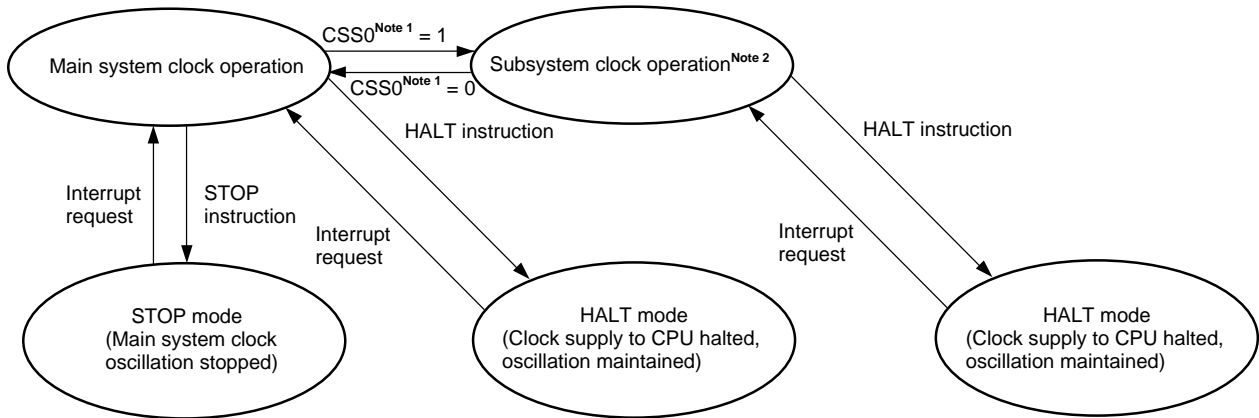 CSS0Note 1 = 1
Main system clock operation
Subsystem clock operationNote 2
CSS0Note 1 = 0
HALT instruction
HALT instruction
Interrupt
request
STOP
instruction
Interrupt
request
Interrupt
request
STOP mode
(Main system clock
oscillation stopped)
HALT mode
(Clock supply to CPU halted,
oscillation maintained)
HALT mode
(Clock supply to CPU halted,
oscillation maintained)